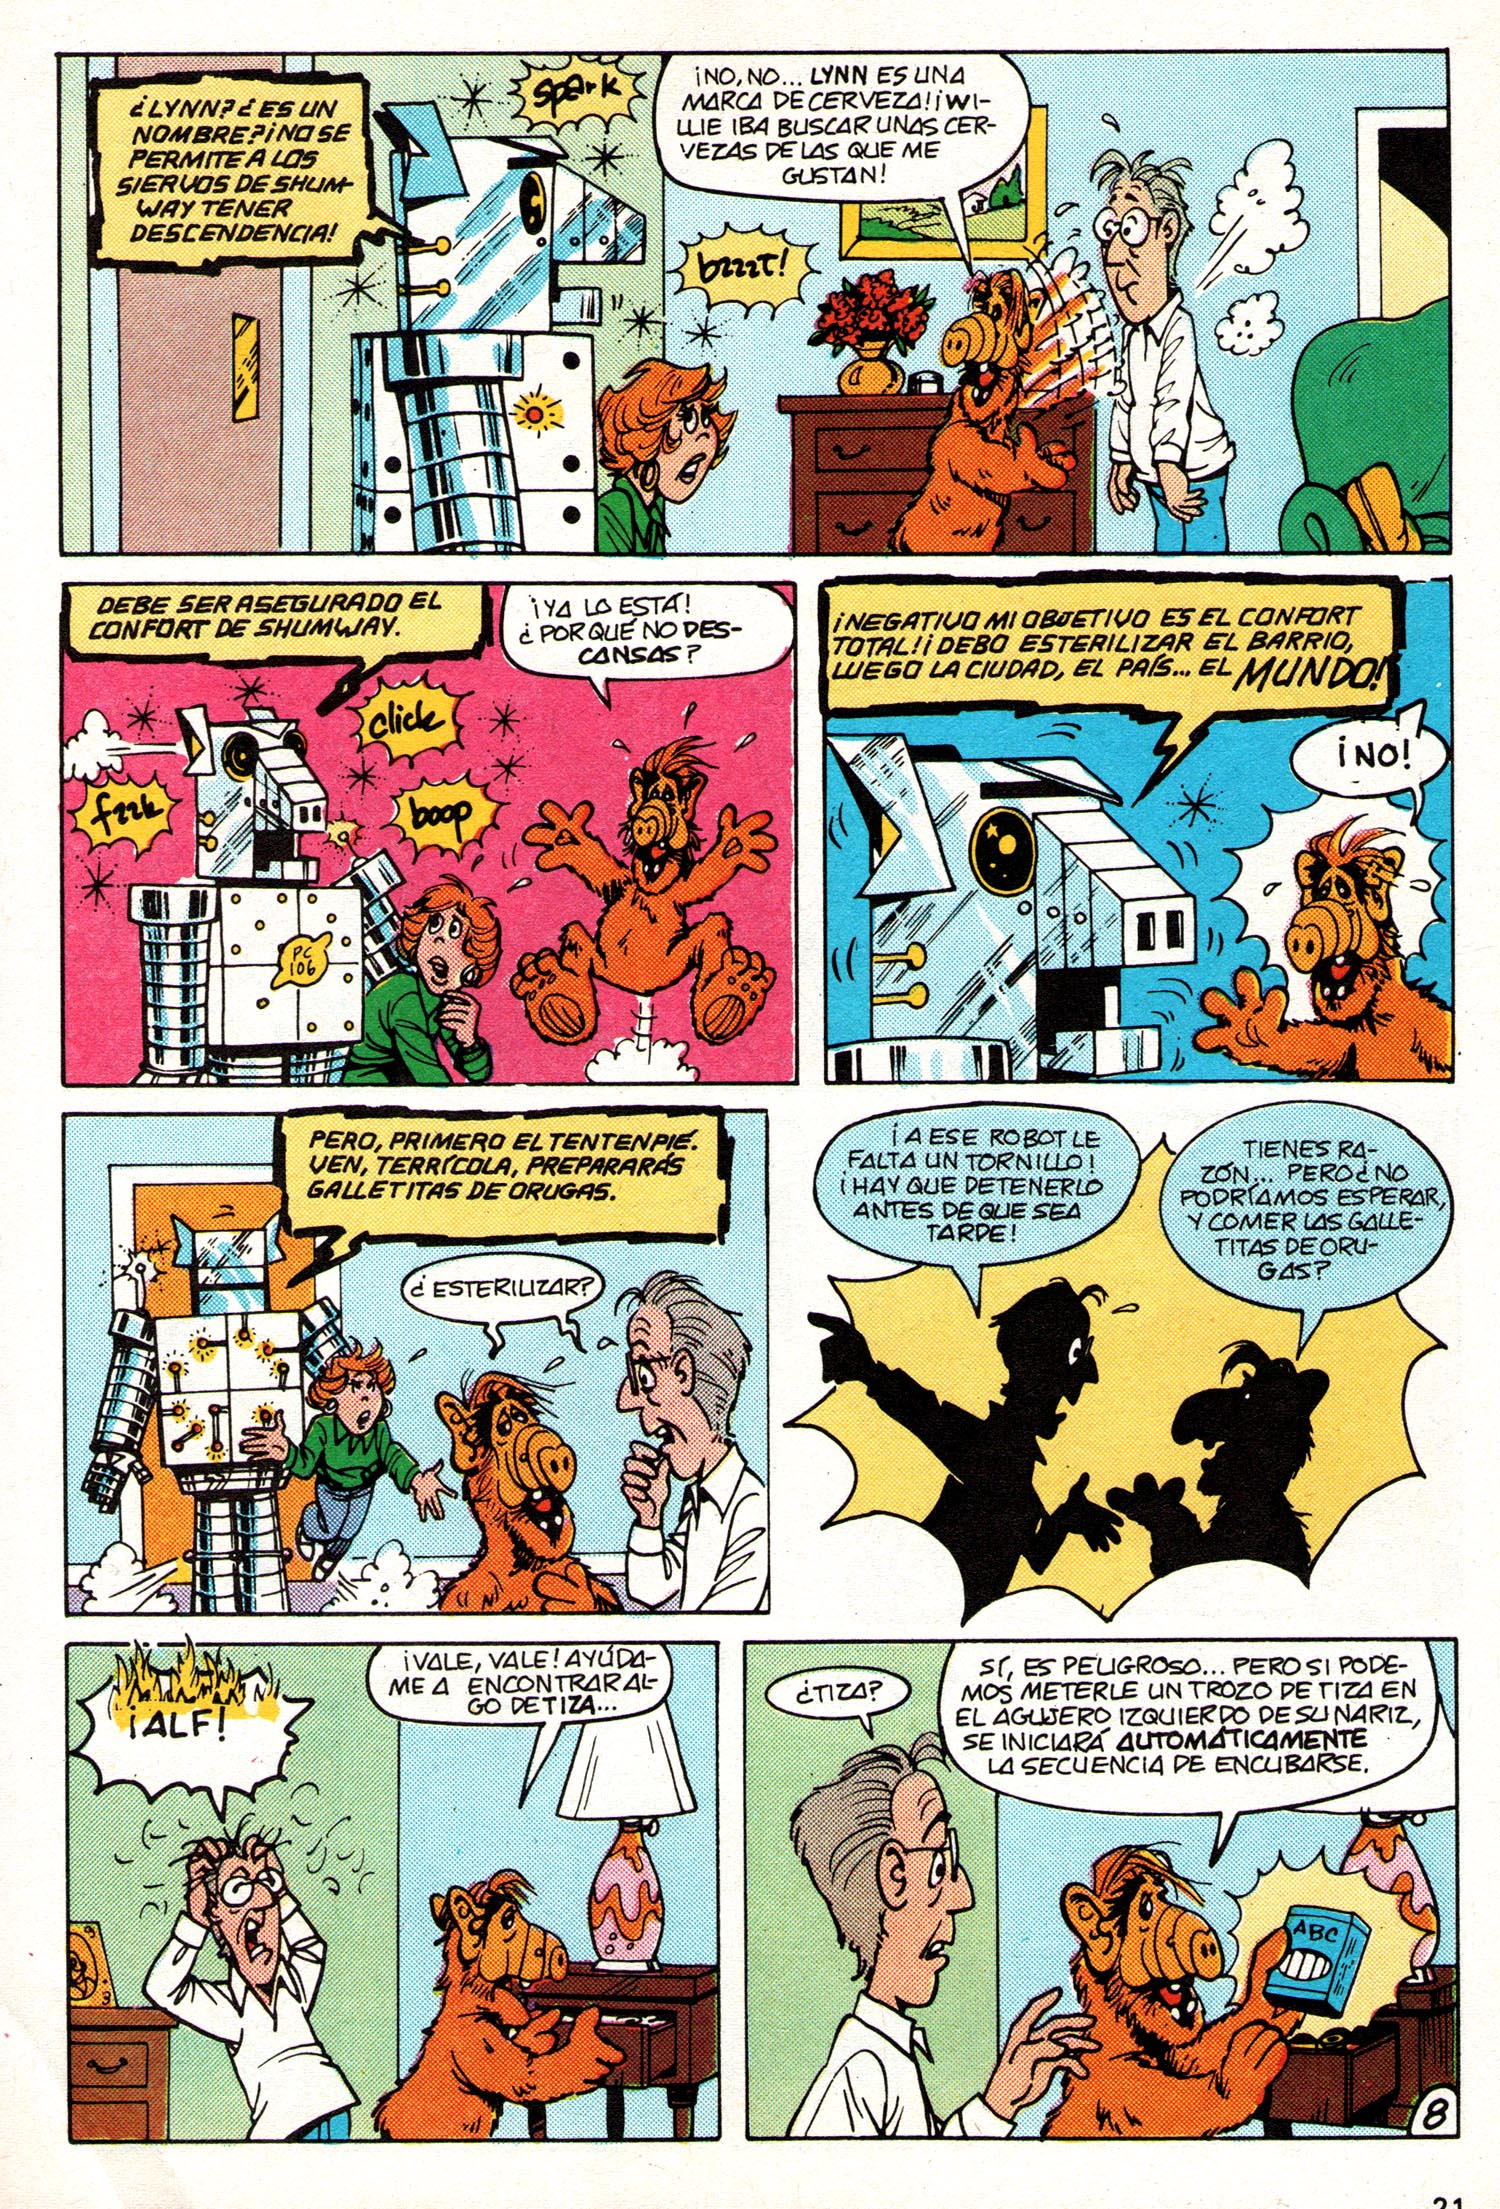 ¿LYNN? ¿ES UN
NOMBRE? ¡NO SE
PERMITE A LOS
SIERVOS DE SHUM-
WAY TENER
DESCENDENCIA!
spark
¡NO, NO... LYNN ES UNA
MARCA DE CERVEZA! ¡WI-
LLIE IBA BUSCAR UNAS CER-
VEZAS DE LAS QUE ME
GUSTAN!
bzzzt!
DEBE SER ASEGURADO EL
CONFORT DE SHUMWAY.
¡YA LO ESTÁ!
¿POR QUÉ NO DES-
CANSAS?
click
fzzk
boop
PC
106
¡NEGATIVO MI OBJETIVO ES EL CONFORT
TOTAL! ¡DEBO ESTERILIZAR EL BARRIO,
LUEGO LA CIUDAD, EL PAÍS... EL MUNDO!
¡NO!
PERO, PRIMERO EL TENTENPIÉ.
VEN, TERRÍCOLA, PREPARARÁS
GALLETITAS DE ORUGAS.
¿ESTERILIZAR?
¡A ESE ROBOT LE
FALTA UN TORNILLO!
¡HAY QUE DETENERLO
ANTES DE QUE SEA
TARDE!
TIENES RA-
ZÓN... PERO ¿NO
PODRÍAMOS ESPERAR,
Y COMER LAS GALLE-
TITAS DE ORU-
GAS?
¡ALF!
¡VALE, VALE! AYÚDA-
ME A ENCONTRAR AL-
GO DE TIZA...
¿TIZA?
SÍ, ES PELIGROSO... PERO SI PODE-
MOS METERLE UN TROZO DE TIZA EN
EL AGUJERO IZQUIERDO DE SU NARIZ,
SE INICIARÁ AUTOMÁTICAMENTE
LA SECUENCIA DE ENCUBARSE.
ABC
8
21